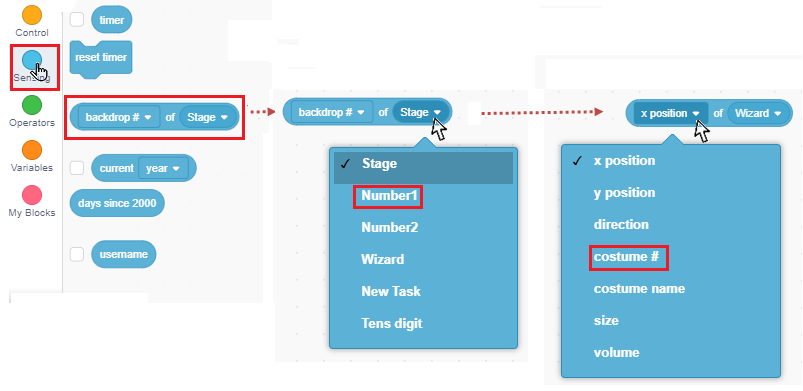 Control
Sensing
Operators
Variables
My Blocks
timer
reset timer
backdrop # of Stage
current year
days since 2000
username
backdrop # of Stage
Stage
Number1
Number2
Wizard
New Task
Tens digit
x position of Wizard
x position
y position
direction
costume #
costume name
size
volume